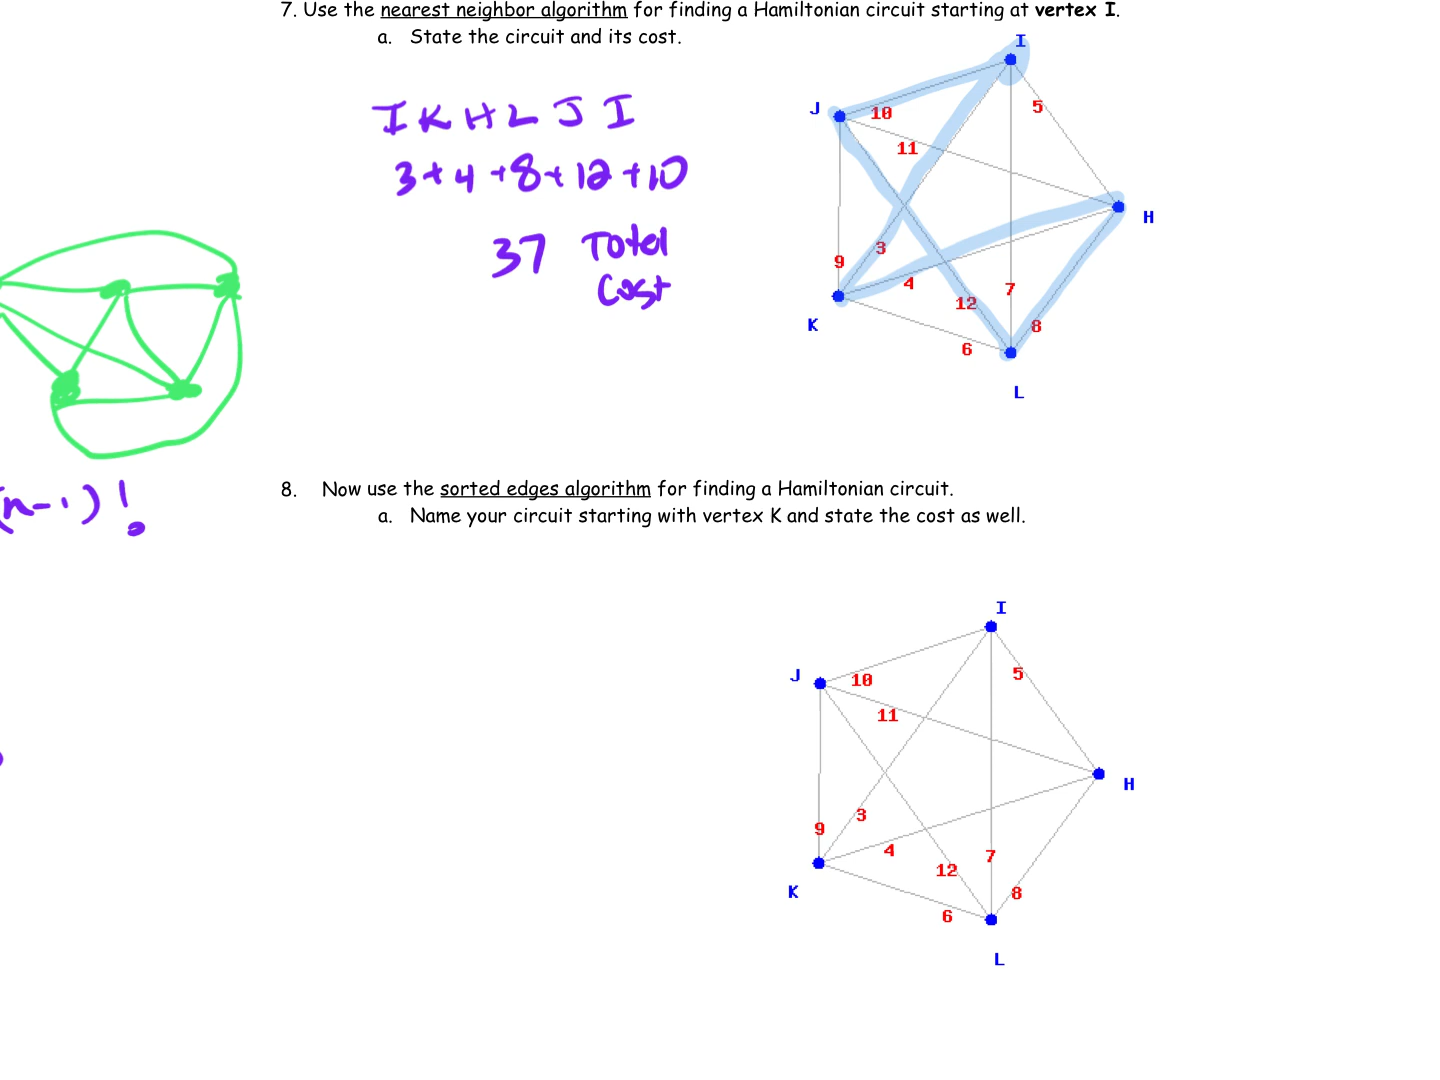 7. Use the nearest neighbor algorithm for finding a Hamiltonian circuit starting at vertex I.
a. State the circuit and its cost.
I K H L J I
3+4+8+12+10
37 Total
Cost
I
J
10
5
11
H
3
9
4
12
7
K
8
6
L
(n-1)!
8. Now use the sorted edges algorithm for finding a Hamiltonian circuit.
a. Name your circuit starting with vertex K and state the cost as well.
I
J
10
5
11
H
3
9
4
7
12
K
8
6
L